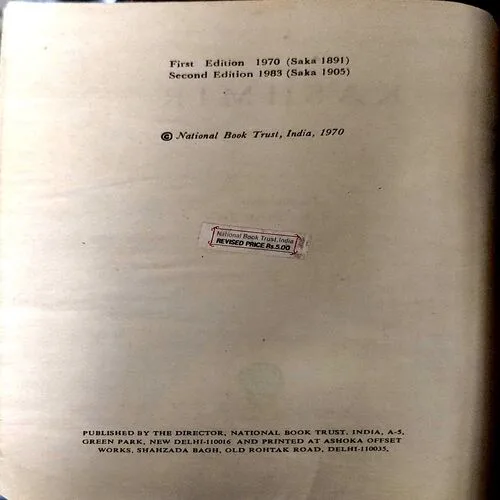 First Edition 1970 (Saka 1891)
Second Edition 1983 (Saka 1905)
© National Book Trust, India, 1970
National Book Trust, India
REVISED PRICE Rs.5.00
PUBLISHED BY THE DIRECTOR, NATIONAL BOOK TRUST, INDIA, A-5,
GREEN PARK, NEW DELHI-110016 AND PRINTED AT ASHOKA OFFSET
WORKS, SHAHZADA BAGH, OLD ROHTAK ROAD, DELHI-110035.